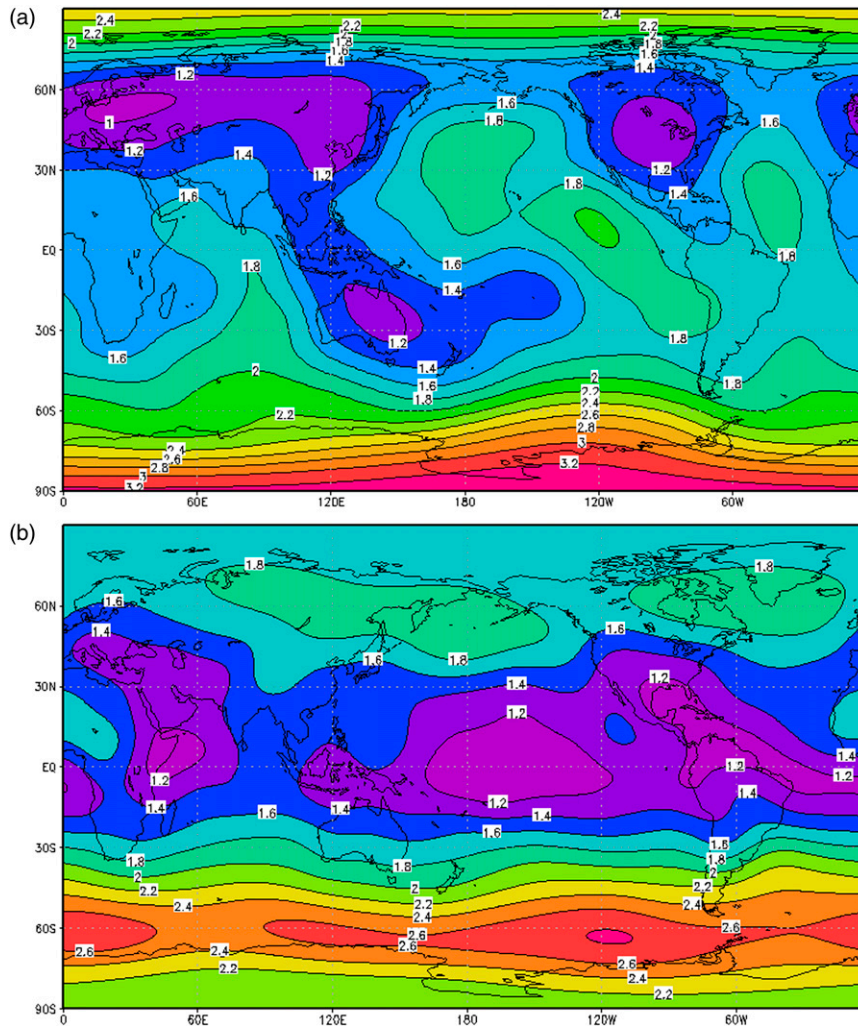 (a)
2.4 2.4
2.2 2.2
2 2 2
1.8 1.8
1.6 1.6
1.2 1.4 1.4
60N
1.6 1.6
1 1.8
1.2 1.2 1.4
30N 1.2 1.2
1.6 1.8 1.4
EQ 1.8
1.8 1.6
1.4
30S 1.2
1.6 1.4 1.8
1.6
2 1.8 2 1.8
2.2
60S 2.2 2.4
2.6
2.4 2.8
2.6 3
2.8 3.2
3
3.2
90S
0 60E 120E 180 120W 60W
(b)
1.8 1.8
60N 1.6
1.4 1.6
1.6 1.8
30N 1.4 1.2
1.2
EQ 1.2
1.2 1.4
1.4 1.4 1.2 1.4 1.4
1.6 1.6 1.6
30S 1.8 1.8 1.8
2 2 2
2.2 2.2 2.2
2.4 2.4 2.4
60S 2.6 2.6
2.6 2.4 2.6 2.6
2.2 2.4 2.4
2.2 2.2
90S
0 60E 120E 180 120W 60W